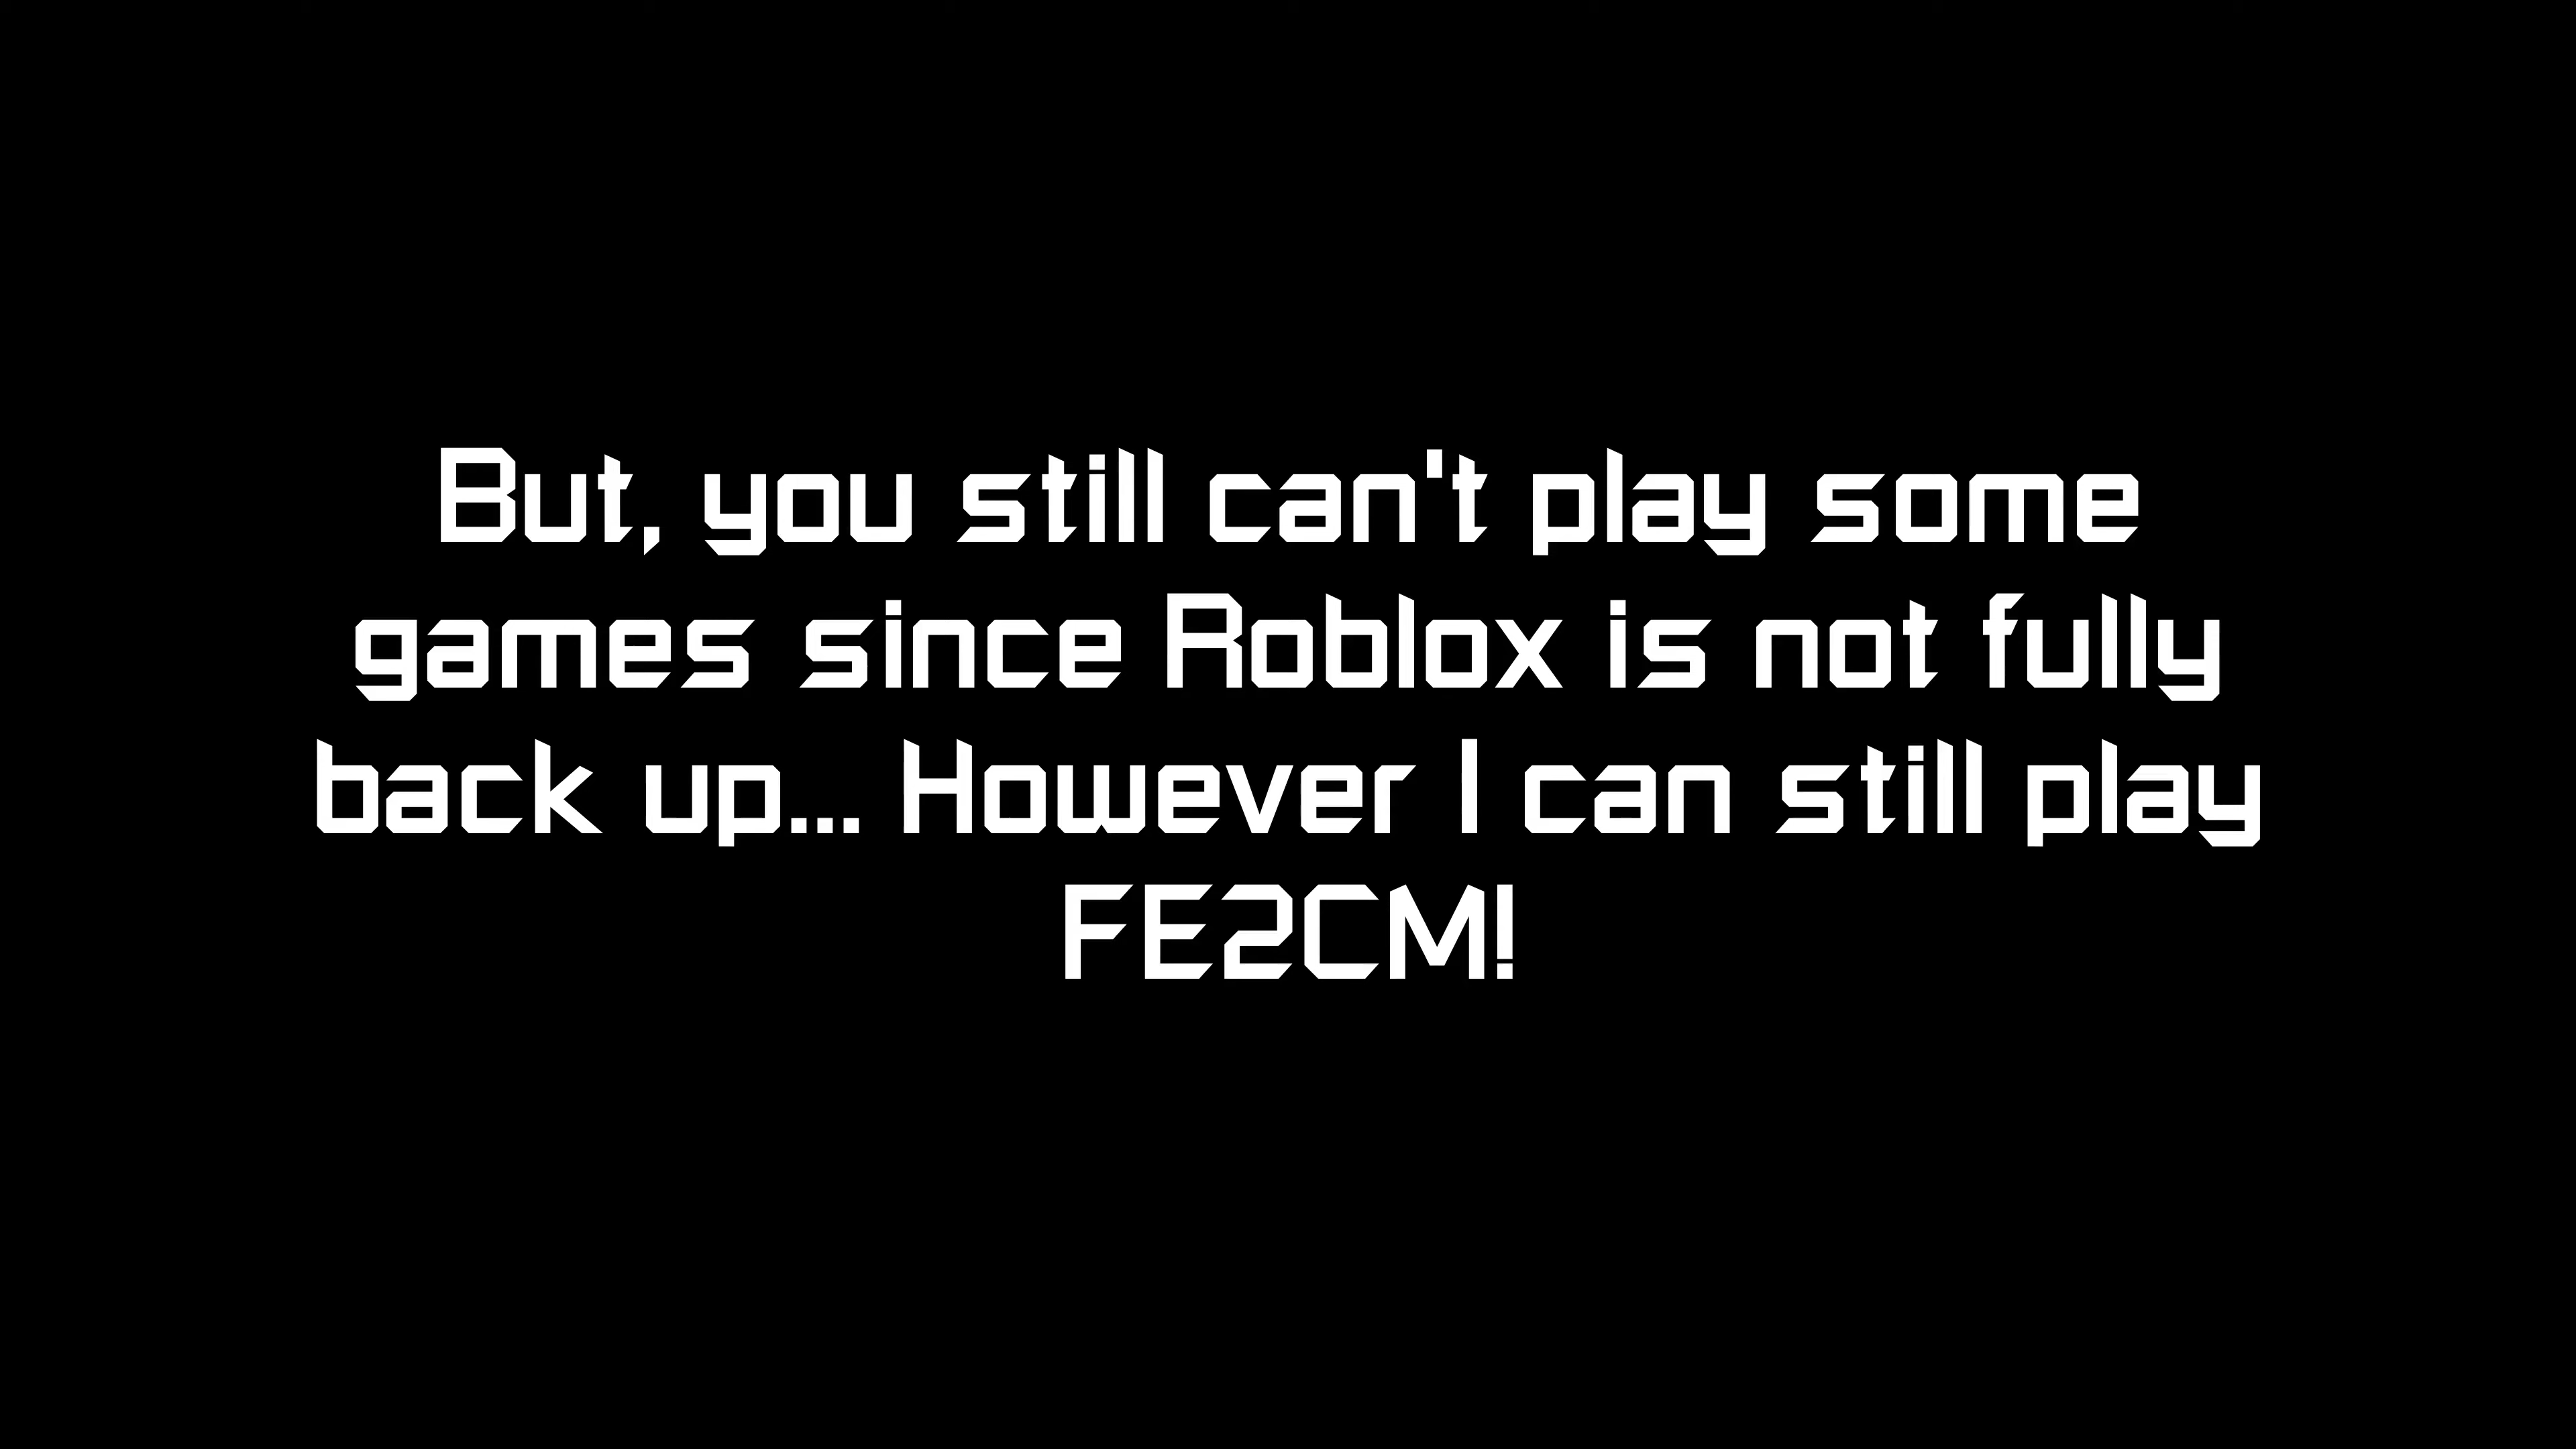 But, you still can't play some
games since Roblox is not fully
back up... However I can still play
FE2CM!